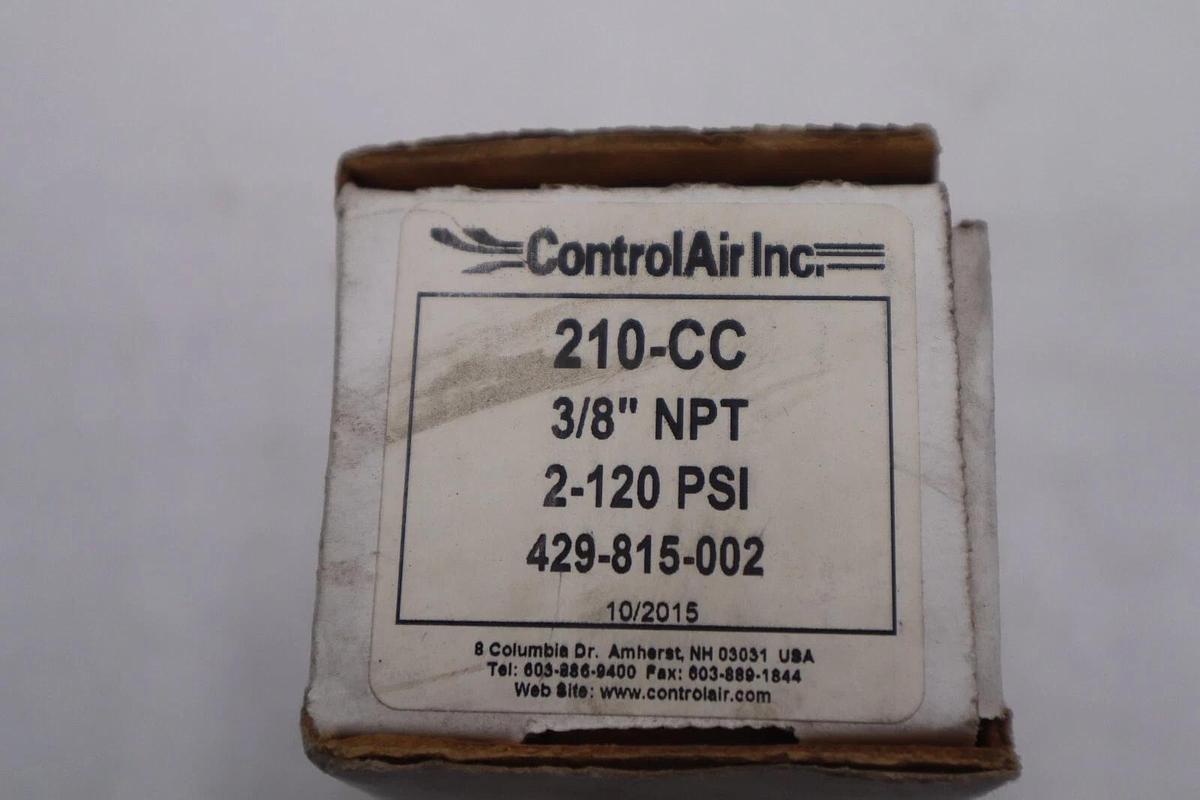 ControlAir Inc.
210-CC
3/8" NPT
2-120 PSI
429-815-002
10/2015
8 Columbia Dr. Amherst, NH 03031 USA
Tel: 603-886-9400 Fax: 603-889-1844
Web Site: www.controlair.com